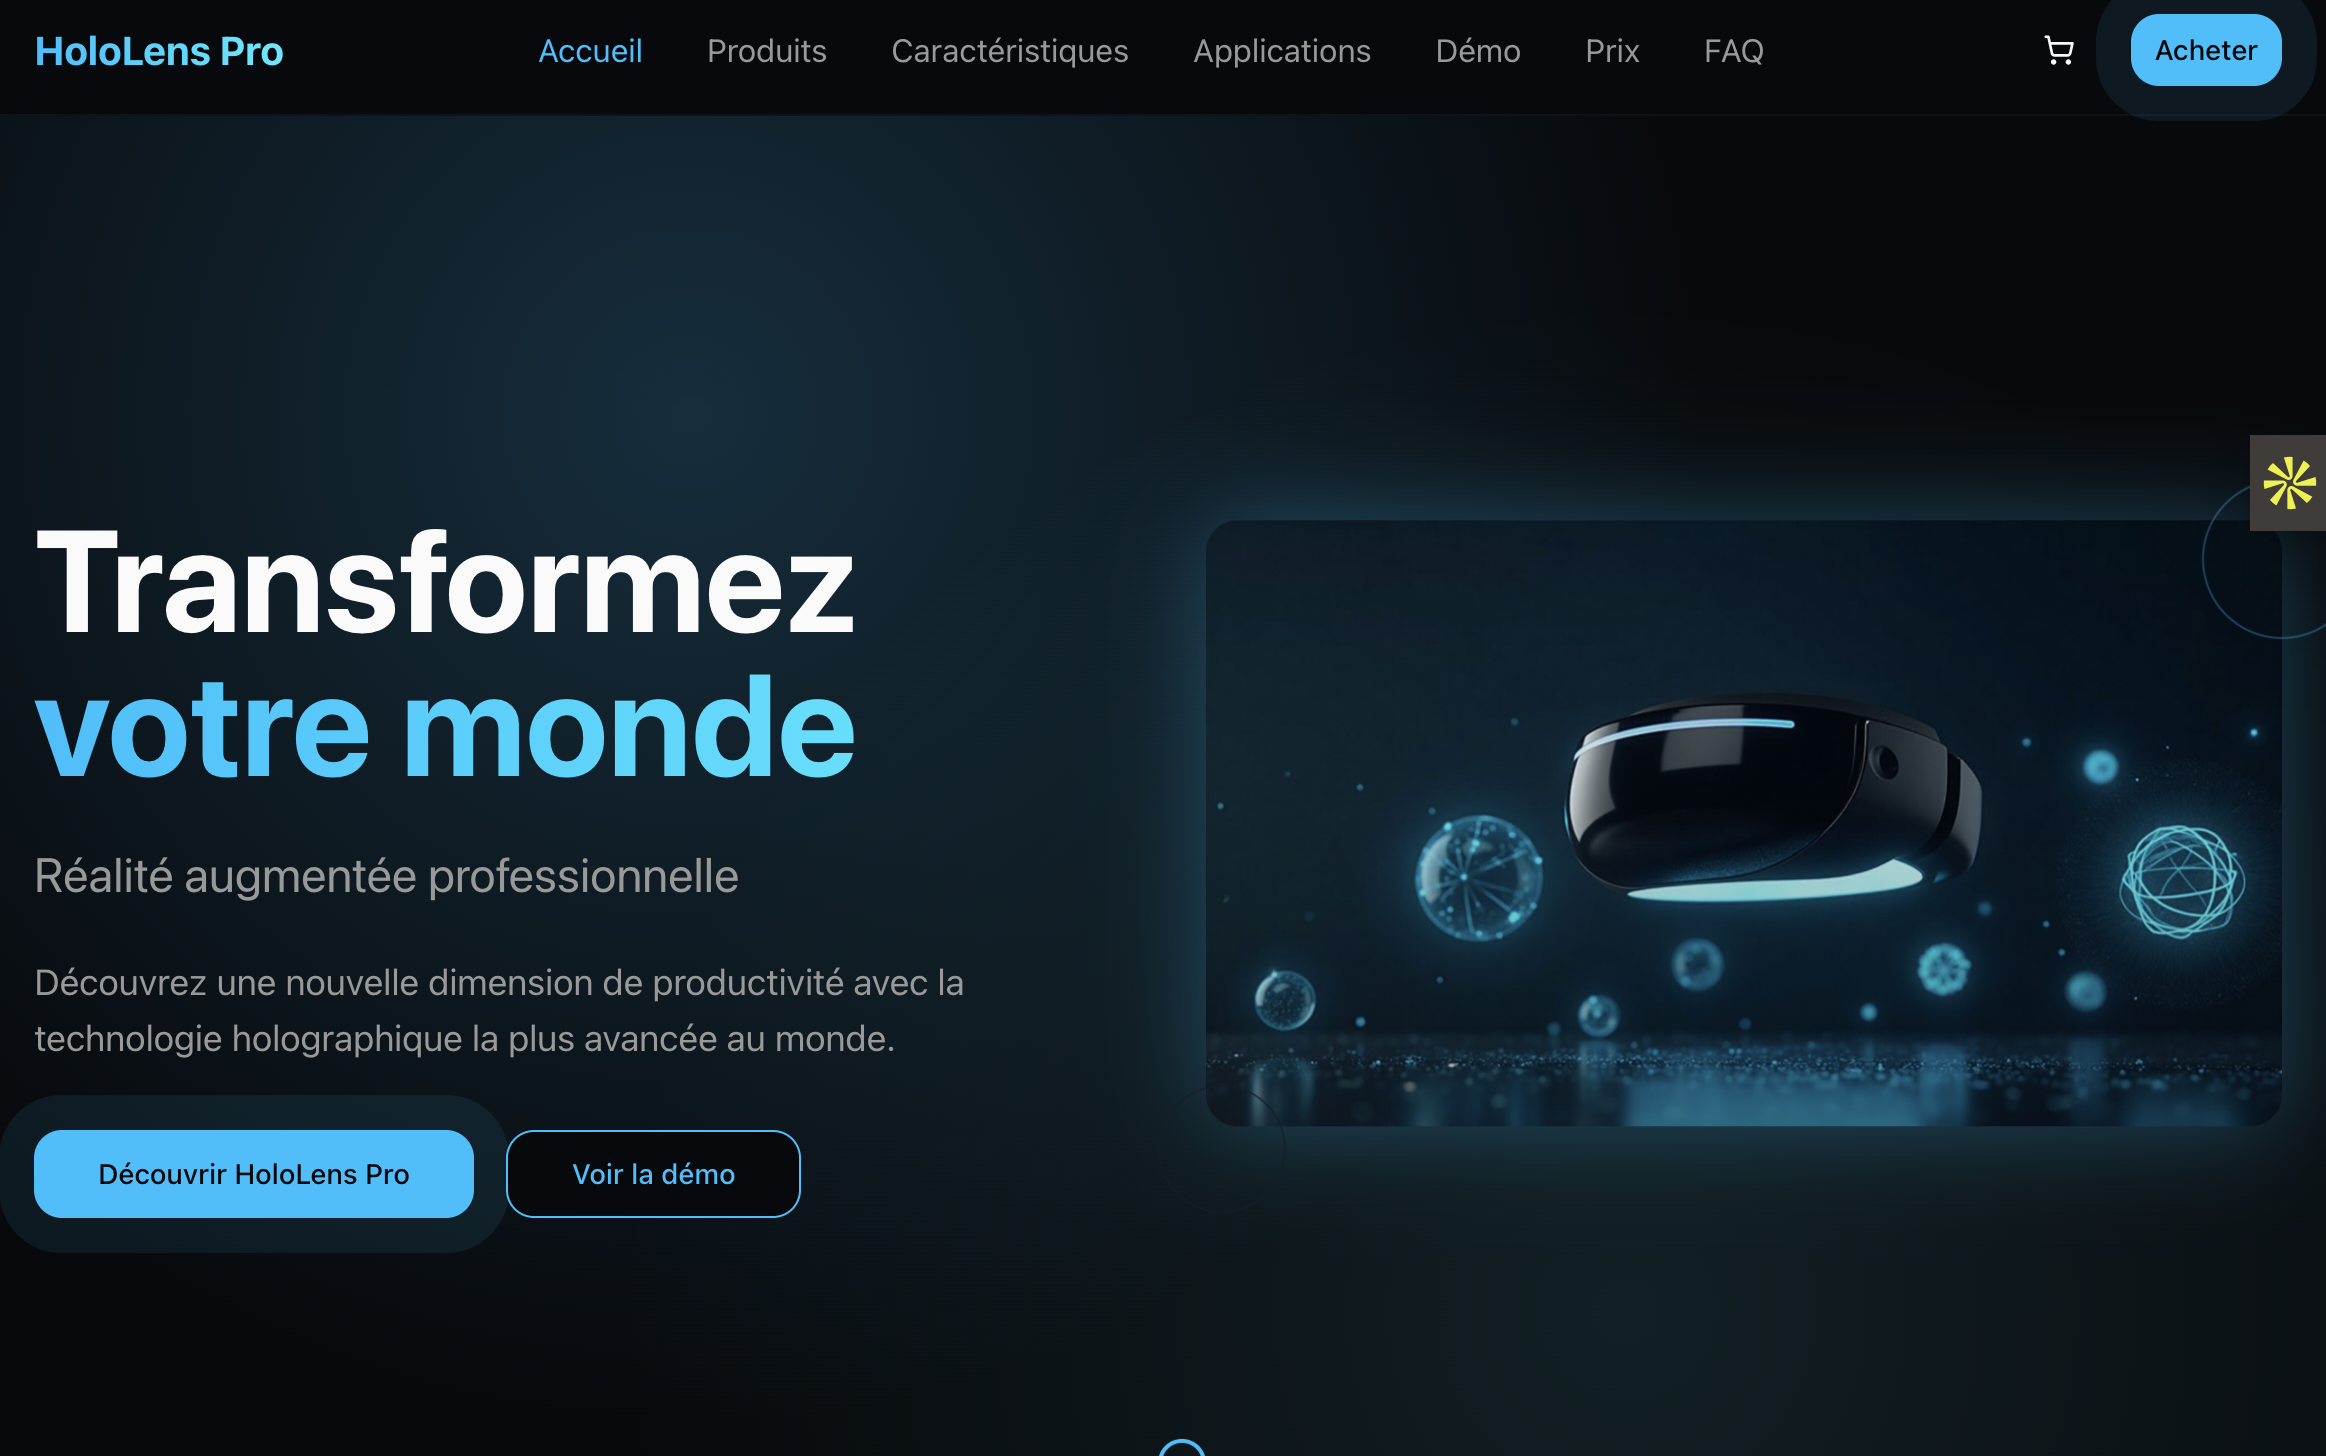 HoloLens Pro
Accueil
Produits
Caractéristiques
Applications
Démo
Prix
FAQ
Acheter
Transformez
votre monde
Réalité augmentée professionnelle
Découvrez une nouvelle dimension de productivité avec la
technologie holographique la plus avancée au monde.
Découvrir HoloLens Pro
Voir la démo